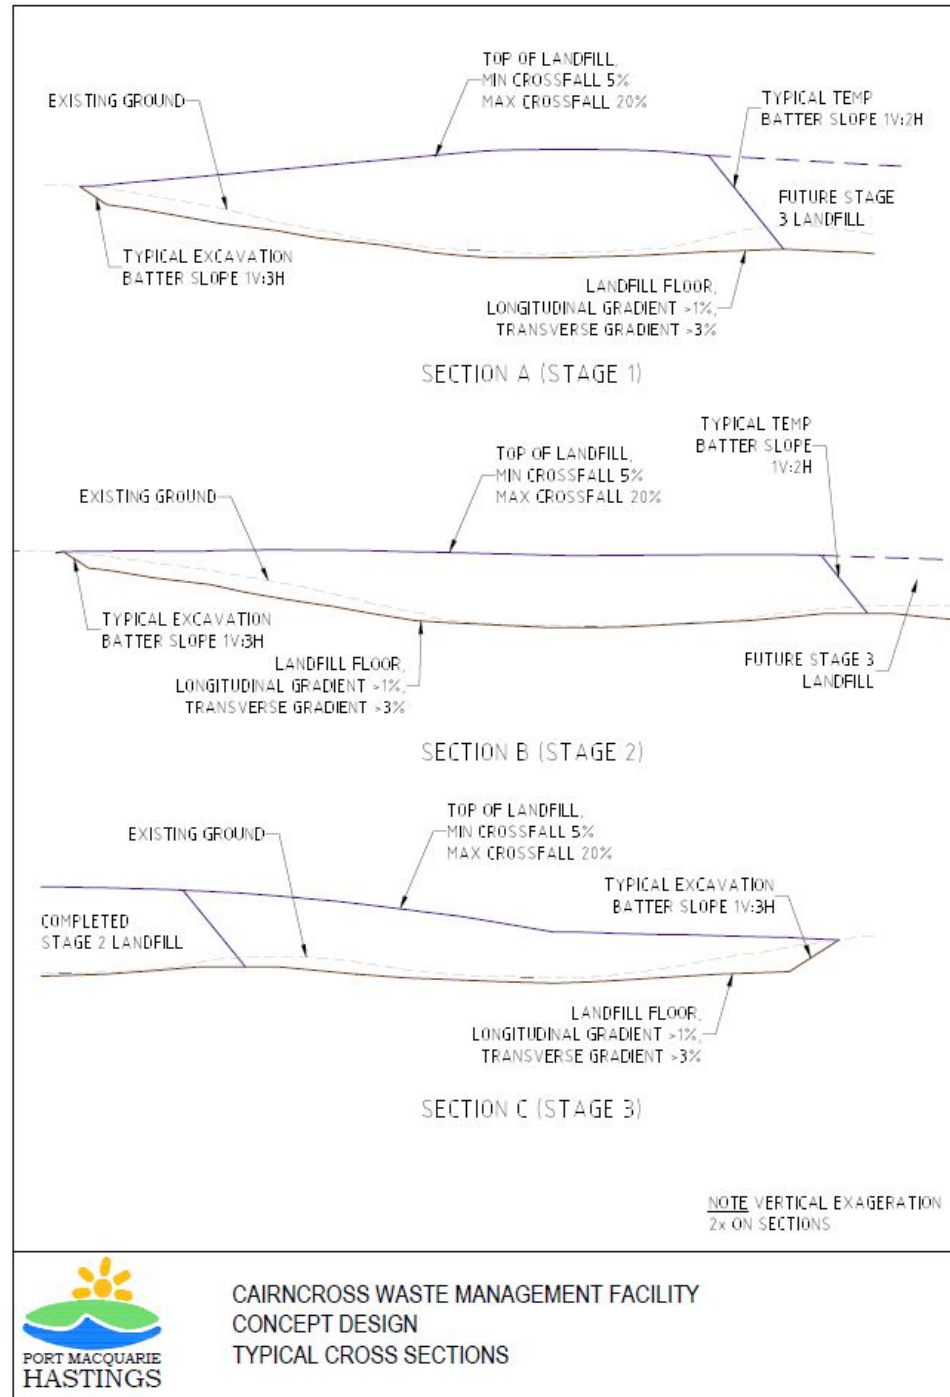 TOP OF LANDFILL,
MIN CROSSFALL 5%
MAX CROSSFALL 20%
EXISTING GROUND
TYPICAL TEMP
BATTER SLOPE 1V:2H
FUTURE STAGE
3 LANDFILL
TYPICAL EXCAVATION
BATTER SLOPE 1V:3H
LANDFILL FLOOR,
LONGITUDINAL GRADIENT >1%,
TRANSVERSE GRADIENT >3%
SECTION A (STAGE 1)
TYPICAL TEMP
BATTER SLOPE
1V:2H
TOP OF LANDFILL,
MIN CROSSFALL 5%
MAX CROSSFALL 20%
EXISTING GROUND
TYPICAL EXCAVATION
BATTER SLOPE 1V:3H
LANDFILL FLOOR,
LONGITUDINAL GRADIENT >1%,
TRANSVERSE GRADIENT >3%
FUTURE STAGE 3
LANDFILL
SECTION B (STAGE 2)
TOP OF LANDFILL,
MIN CROSSFALL 5%
MAX CROSSFALL 20%
EXISTING GROUND
TYPICAL EXCAVATION
BATTER SLOPE 1V:3H
COMPLETED
STAGE 2 LANDFILL
LANDFILL FLOOR,
LONGITUDINAL GRADIENT >1%,
TRANSVERSE GRADIENT >3%
SECTION C (STAGE 3)
NOTE VERTICAL EXAGERATION
2x ON SECTIONS
PORT MACQUARIE
HASTINGS
CAIRNCROSS WASTE MANAGEMENT FACILITY
CONCEPT DESIGN
TYPICAL CROSS SECTIONS